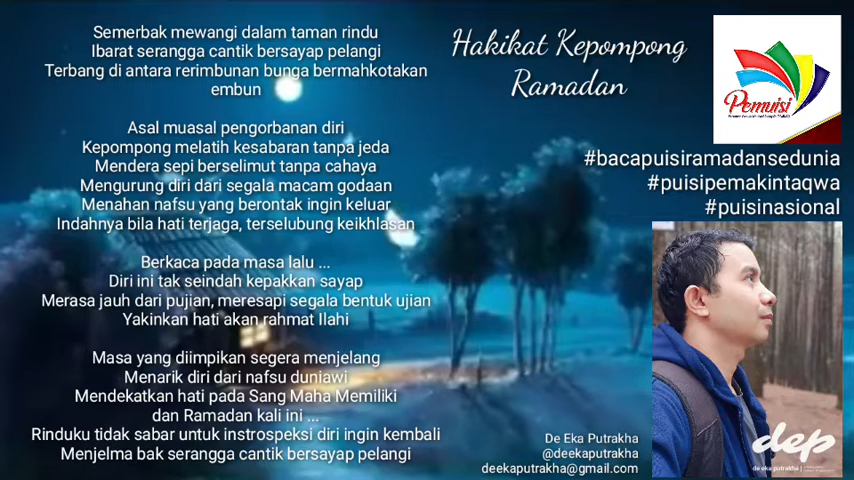 Semerbak mewangi dalam taman rindu
Ibarat serangga cantik bersayap pelangi
Terbang di antara rerimbunan bunga bermahkotakan
embun
Asal muasal pengorbanan diri
Kepompong melatih kesabaran tanpa jeda
Mendera sepi berselimut tanpa cahaya
Mengurung diri dari segala macam godaan
Menahan nafsu yang berontak ingin keluar
Indahnya bila hati terjaga, terselubung keikhlasan
Berkaca pada masa lalu ...
Diri ini tak seindah kepakkan sayap
Merasa jauh dari pujian, meresapi segala bentuk ujian
Yakinkan hati akan rahmat Ilahi
Masa yang diimpikan segera menjelang
Menarik diri dari nafsu duniawi
Mendekatkan hati pada Sang Maha Memiliki
dan Ramadan kali ini ...
Rinduku tidak sabar untuk instrospeksi diri ingin kembali
Menjelma bak serangga cantik bersayap pelangi
Hakikat Kepompong
Ramadan
Pemuisi
#bacapuisiramadansedunia
#puisipemakintaqwa
#puisinasional
De Eka Putrakha
@deekaputrakha
deekaputrakha@gmail.com
dep
de eka putrakha |